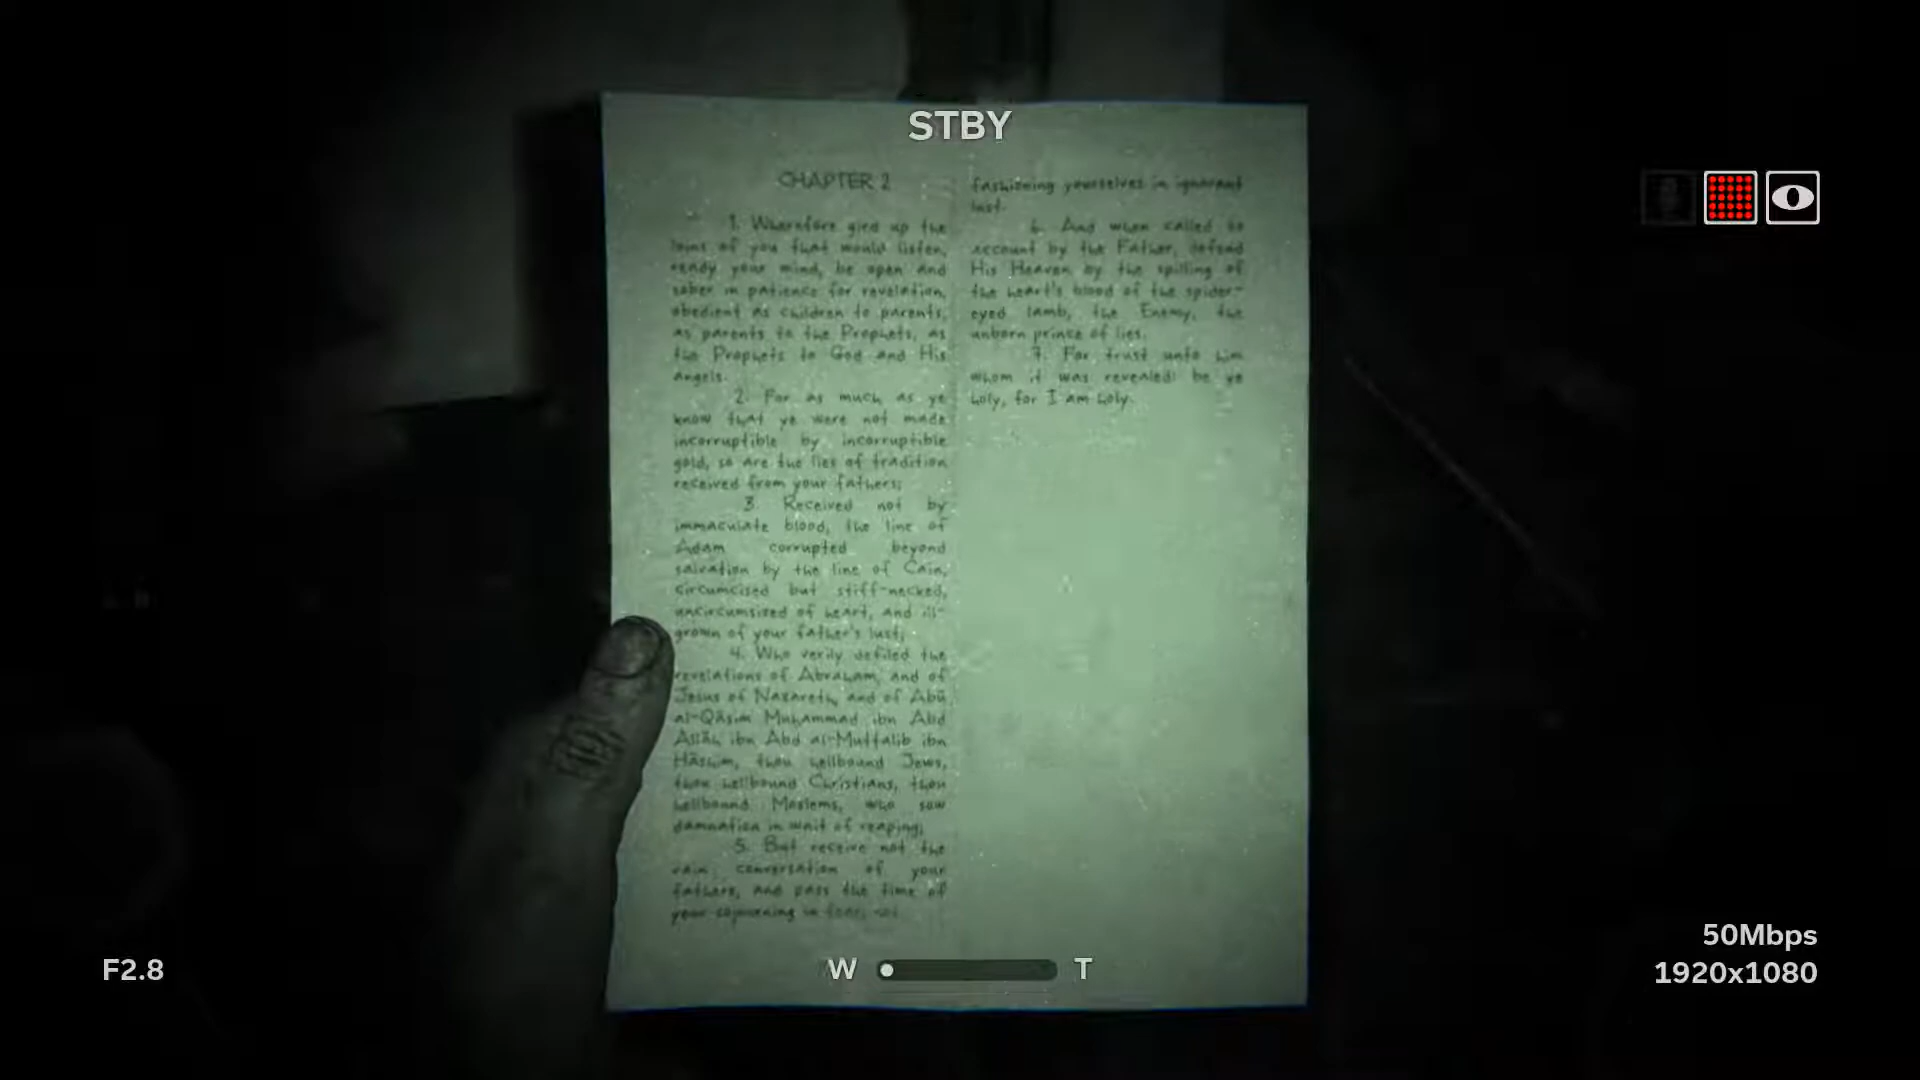 STBY
CHAPTER 2
1. Wherefore gird up the
loins of you that would listen,
ready your mind, be open and
sober in patience for revelation,
obedient as children to parents,
as parents to the Prophets, as
the Prophets to God and His
angels.
2. For as much as ye
know that ye were not made
incorruptible by incorruptible
gold, so are the lies of tradition
received from your fathers;
3. Received not by
immaculate blood, the line of
Adam corrupted beyond
salvation by the line of Cain,
circumcised but stiff-necked,
uncircumsized of heart, and ill-
grown of your father's lust;
4. Who verily defiled the
revelations of Abraham, and of
Jesus of Nazareth, and of Abū
al-Qāsim Muhammad ibn Abd
Allāh ibn Abd al-Muttalib ibn
Hāshim, thou hellbound Jews,
thou hellbound Christians, thou
hellbound Moslems, who saw
damnation in wait of reaping;
5. But receive not the
vain conversation of your
fathers, and pass the time of
your sojourning in fear, not
fashioning yourselves in ignorant
lust.
6. And when called to
account by the Father, defend
His Heaven by the spilling of
the heart's blood of the spider-
eyed lamb, the Enemy, the
unborn prince of lies.
7. For trust unto him
whom it was revealed: be ye
holy, for I am holy.
F2.8
W T
50Mbps
1920x1080